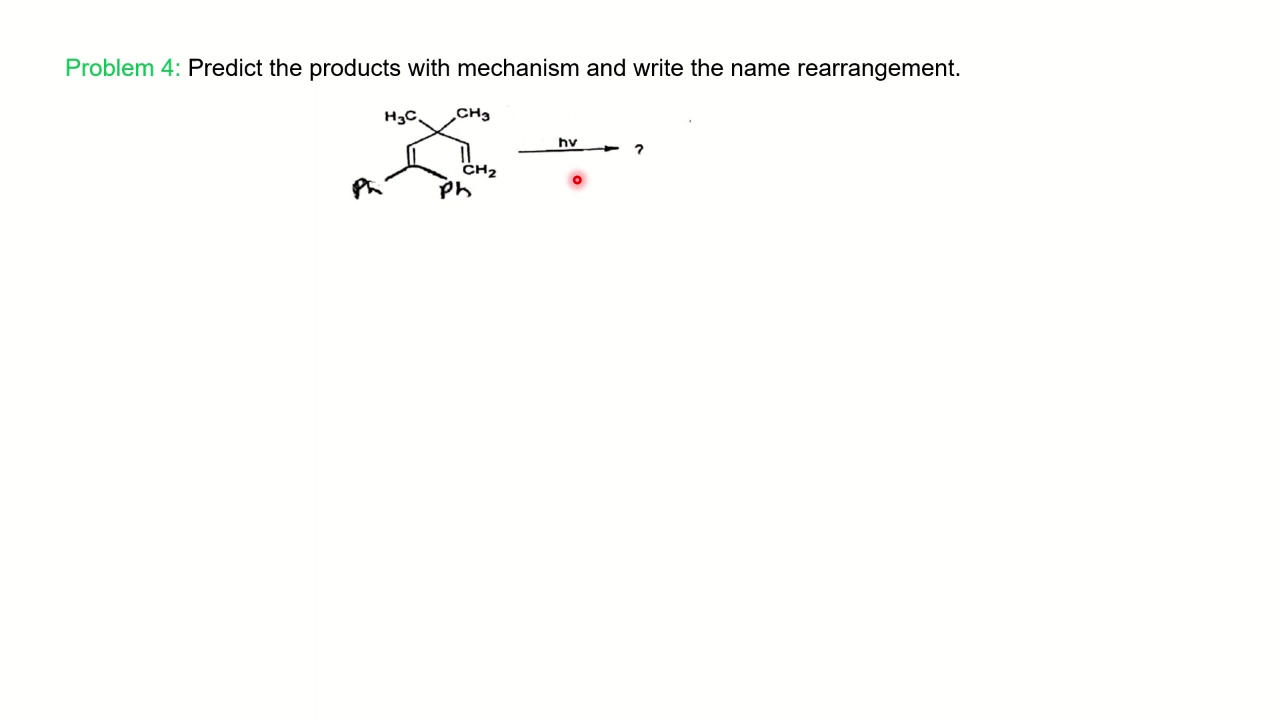 Problem 4: Predict the products with mechanism and write the name rearrangement.
H₃C CH₃
hv
?
CH₂
Ph Ph